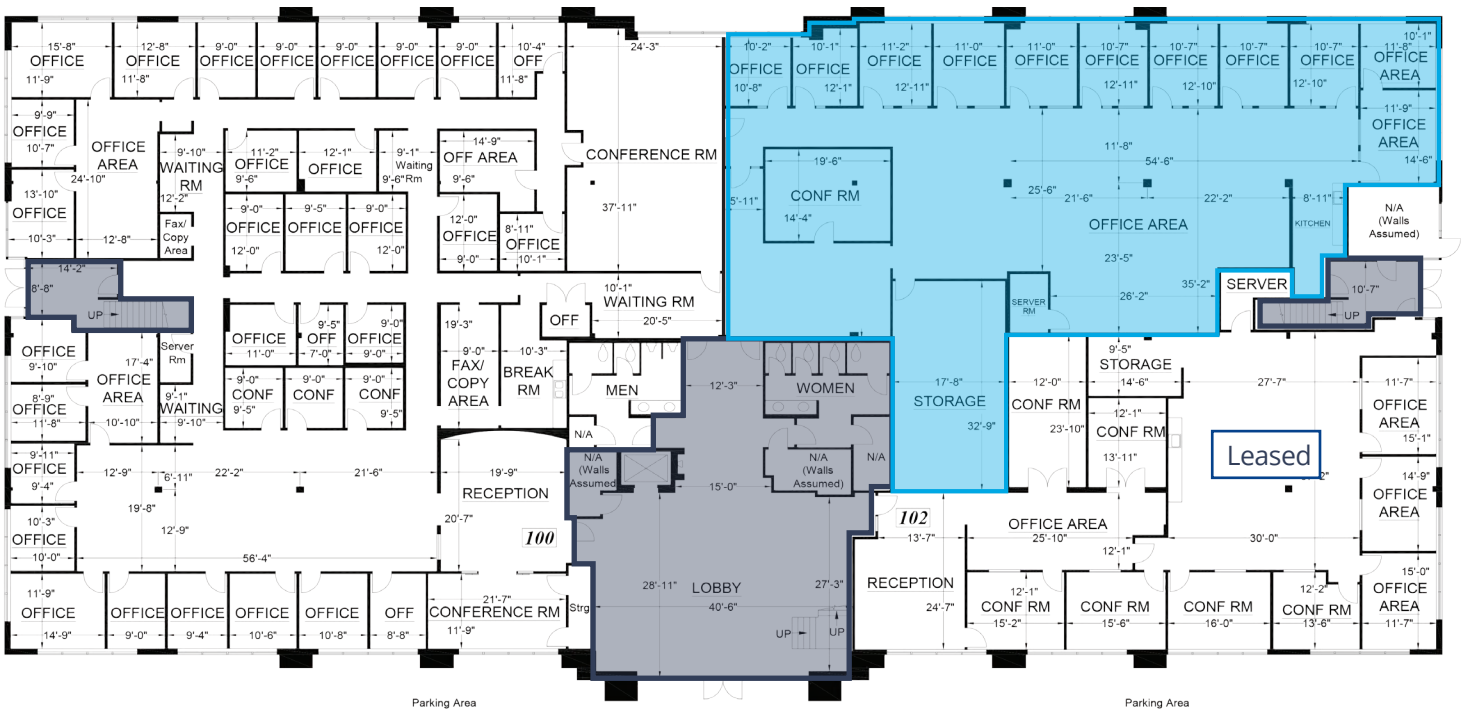 15'-8"
OFFICE
11'-9"
12'-8"
OFFICE
11'-8"
9'-0"
OFFICE
9'-0"
OFFICE
9'-0"
OFFICE
9'-0"
OFFICE
9'-0"
OFFICE
10'-4"
OFF
11'-8"
24'-3"
CONFERENCE RM
37'-11"
10'-2"
OFFICE
10'-8"
10'-1"
OFFICE
12'-1"
11'-2"
OFFICE
12'-11"
11'-0"
OFFICE
11'-0"
OFFICE
10'-7"
OFFICE
12'-11"
10'-7"
OFFICE
12'-10"
10'-7"
OFFICE
10'-7"
OFFICE
12'-10"
10'-1"
11'-8"
OFFICE
AREA
11'-9"
OFFICE
AREA
14'-6"
9'-9"
OFFICE
10'-7"
OFFICE
AREA
24'-10"
12'-8"
13'-10"
OFFICE
10'-3"
9'-10"
WAITING
RM
12'-2"
Fax/
Copy
Area
11'-2"
OFFICE
9'-6"
12'-1"
OFFICE
9'-1"
Waiting
Rm
9'-6"
14'-9"
OFF AREA
9'-6"
9'-0"
OFFICE
12'-0"
9'-5"
OFFICE
9'-0"
OFFICE
12'-0"
12'-0"
OFFICE
9'-0"
8'-11"
OFFICE
10'-1"
19'-6"
CONF RM
14'-4"
5'-11"
11'-8"
54'-6"
25'-6"
21'-6"
22'-2"
OFFICE AREA
23'-5"
26'-2"
35'-2"
8'-11"
KITCHEN
N/A
(Walls
Assumed)
SERVER
RM
SERVER
10'-7"
UP
14'-2"
8'-8"
UP
10'-1"
WAITING RM
20'-5"
OFF
OFFICE
9'-10"
8'-9"
OFFICE
11'-8"
17'-4"
OFFICE
AREA
10'-10"
Server
Rm
9'-1"
WAITING
9'-10"
OFFICE
11'-0"
9'-5"
OFF
7'-0"
9'-0"
OFFICE
9'-0"
9'-0"
CONF
9'-5"
9'-0"
CONF
9'-0"
CONF
9'-5"
19'-3"
9'-0"
FAX/
COPY
AREA
10'-3"
BREAK
RM
MEN
N/A
12'-3"
WOMEN
N/A
(Walls
Assumed)
N/A
(Walls
Assumed)
N/A
15'-0"
17'-8"
STORAGE
32'-9"
12'-0"
CONF RM
23'-10"
9'-5"
STORAGE
14'-6"
12'-1"
CONF RM
13'-11"
27'-7"
Leased
30'-0"
11'-7"
OFFICE
AREA
15'-1"
14'-9"
OFFICE
AREA
15'-0"
OFFICE
AREA
11'-7"
9'-11"
OFFICE
9'-4"
12'-9"
6'-11"
22'-2"
21'-6"
19'-8"
12'-9"
56'-4"
10'-3"
OFFICE
10'-0"
19'-9"
RECEPTION
20'-7"
100
102
13'-7"
RECEPTION
24'-7"
OFFICE AREA
25'-10"
12'-1"
28'-11"
LOBBY
40'-6"
27'-3"
UP
UP
11'-9"
OFFICE
14'-9"
OFFICE
9'-0"
OFFICE
9'-4"
OFFICE
10'-6"
OFFICE
10'-8"
OFF
8'-8"
21'-7"
CONFERENCE RM
11'-9"
Strg
12'-1"
CONF RM
15'-2"
CONF RM
15'-6"
CONF RM
16'-0"
12'-2"
CONF RM
13'-6"
Parking Area
Parking Area